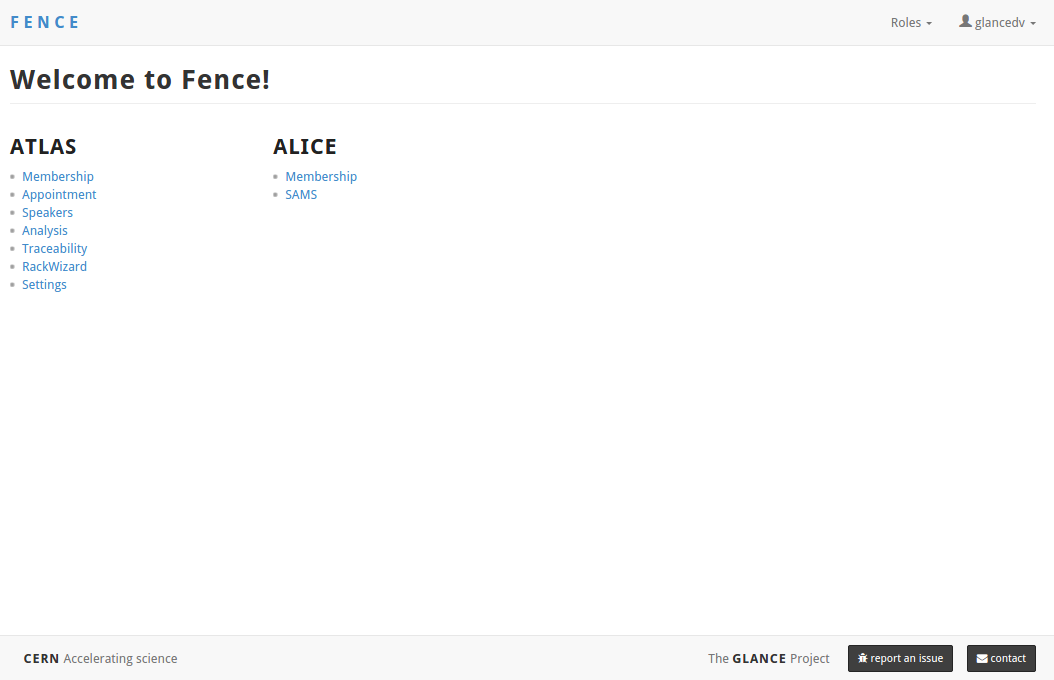 FENCE
Roles glancedv
Welcome to Fence!
ATLAS
Membership
Appointment
Speakers
Analysis
Traceability
RackWizard
Settings
ALICE
Membership
SAMS
CERN Accelerating science
The GLANCE Project report an issue contact